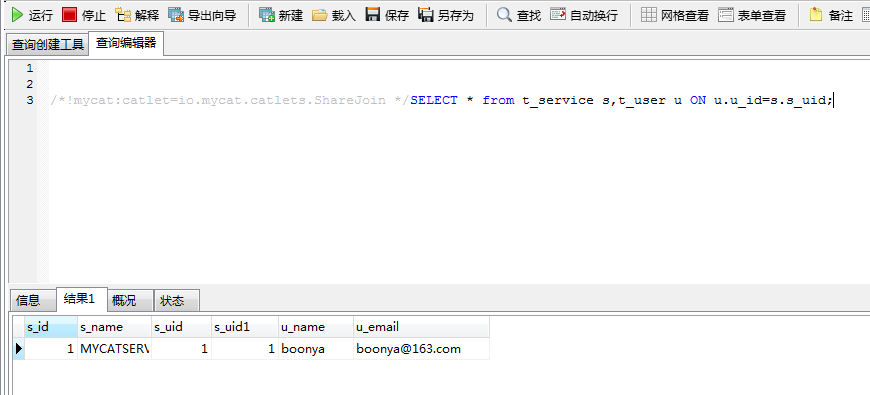 运行 停止 解释 导出向导 新建 载入 保存 另存为 查找 自动换行 网格查看 表单查看 备注
查询创建工具 查询编辑器
1
2
3 /*!mycat:catlet=io.mycat.catlets.ShareJoin */SELECT * from t_service s,t_user u ON u.u_id=s.s_uid;
信息 结果1 概况 状态
s_id s_name s_uid s_uid1 u_name u_email
1 MYCATSERV 1 1 boonya boonya@163.com